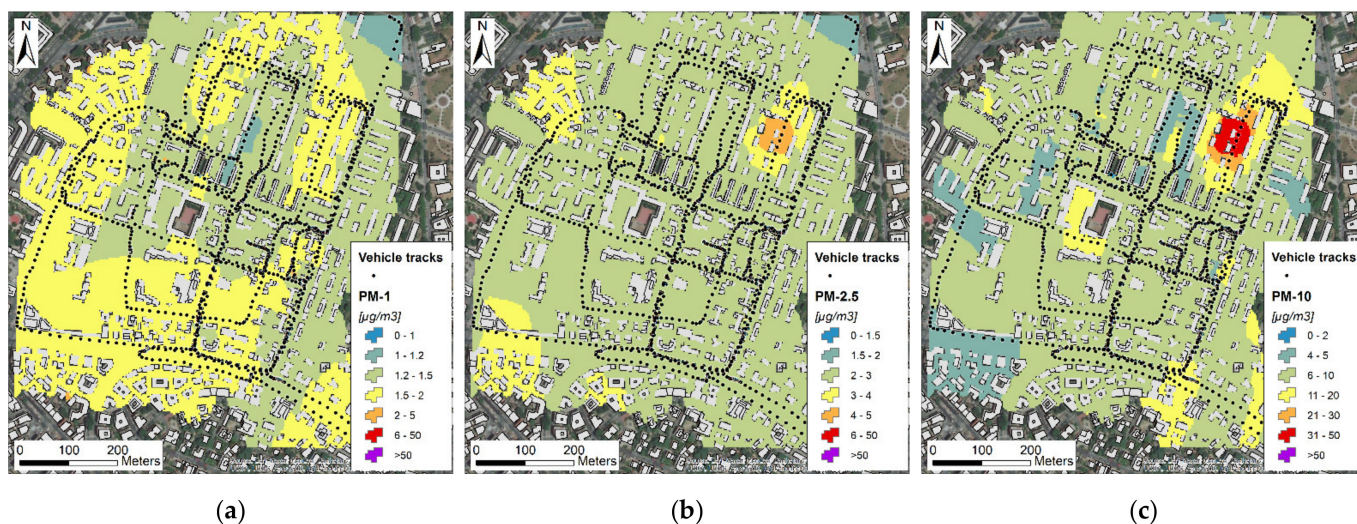 N
Vehicle tracks
PM-1
[µg/m3]
0 - 1
1 - 1.2
1.2 - 1.5
1.5 - 2
2 - 5
6 - 50
>50
0 100 200
Meters
(a)
N
Vehicle tracks
PM-2.5
[µg/m3]
0 - 1.5
1.5 - 2
2 - 3
3 - 4
4 - 5
6 - 50
>50
0 100 200
Meters
(b)
N
Vehicle tracks
PM-10
[µg/m3]
0 - 2
4 - 5
6 - 10
11 - 20
21 - 30
31 - 50
>50
0 100 200
Meters
(c)